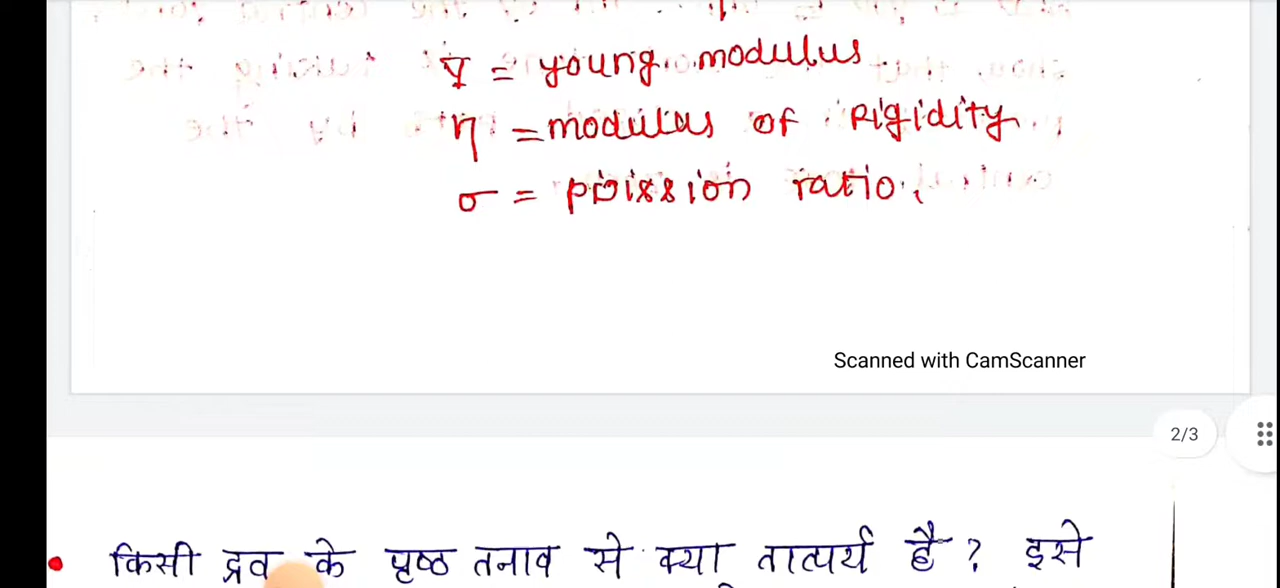 Y = young modulus.
η = modulus of Rigidity
σ = poission ratio.
Scanned with CamScanner
2/3
• किसी द्रव के पृष्ठ तनाव से क्या तात्पर्य है ? इसे